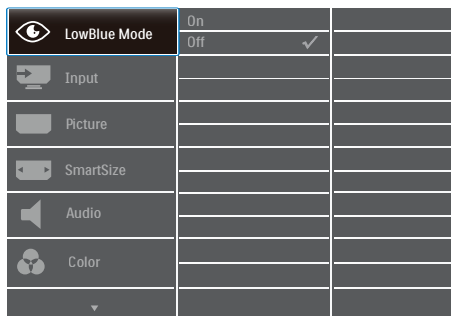 LowBlue Mode
On
Off
Input
Picture
SmartSize
Audio
Color